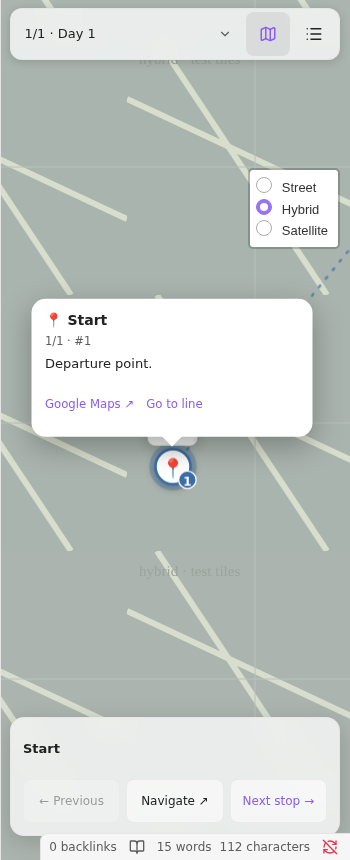 1/1 · Day 1
hybrid · test tiles
Street
Hybrid
Satellite
📍 Start
1/1 · #1
Departure point.
Google Maps ↗ Go to line
📍
1
hybrid · test tiles
Start
← Previous
Navigate ↗
Next stop →
0 backlinks 15 words 112 characters